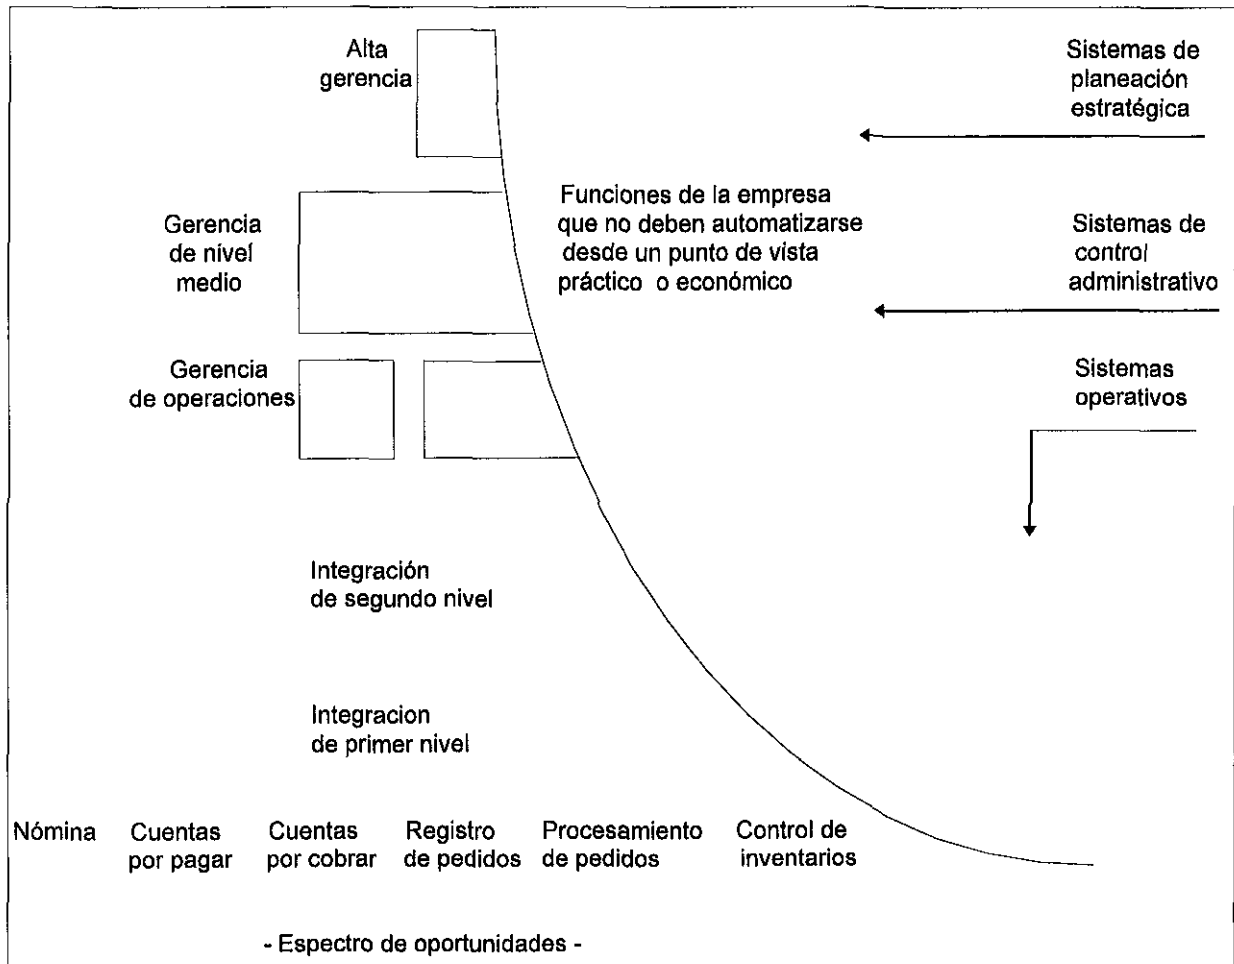 Alta
gerencia
Sistemas de
planeación
estratégica
Gerencia
de nivel
medio
Funciones de la empresa
que no deben automatizarse
desde un punto de vista
práctico o económico
Sistemas de
control
administrativo
Gerencia
de operaciones
Sistemas
operativos
Integración
de segundo nivel
Integracion
de primer nivel
Nómina
Cuentas
por pagar
Cuentas
por cobrar
Registro
de pedidos
Procesamiento
de pedidos
Control de
inventarios
- Espectro de oportunidades -